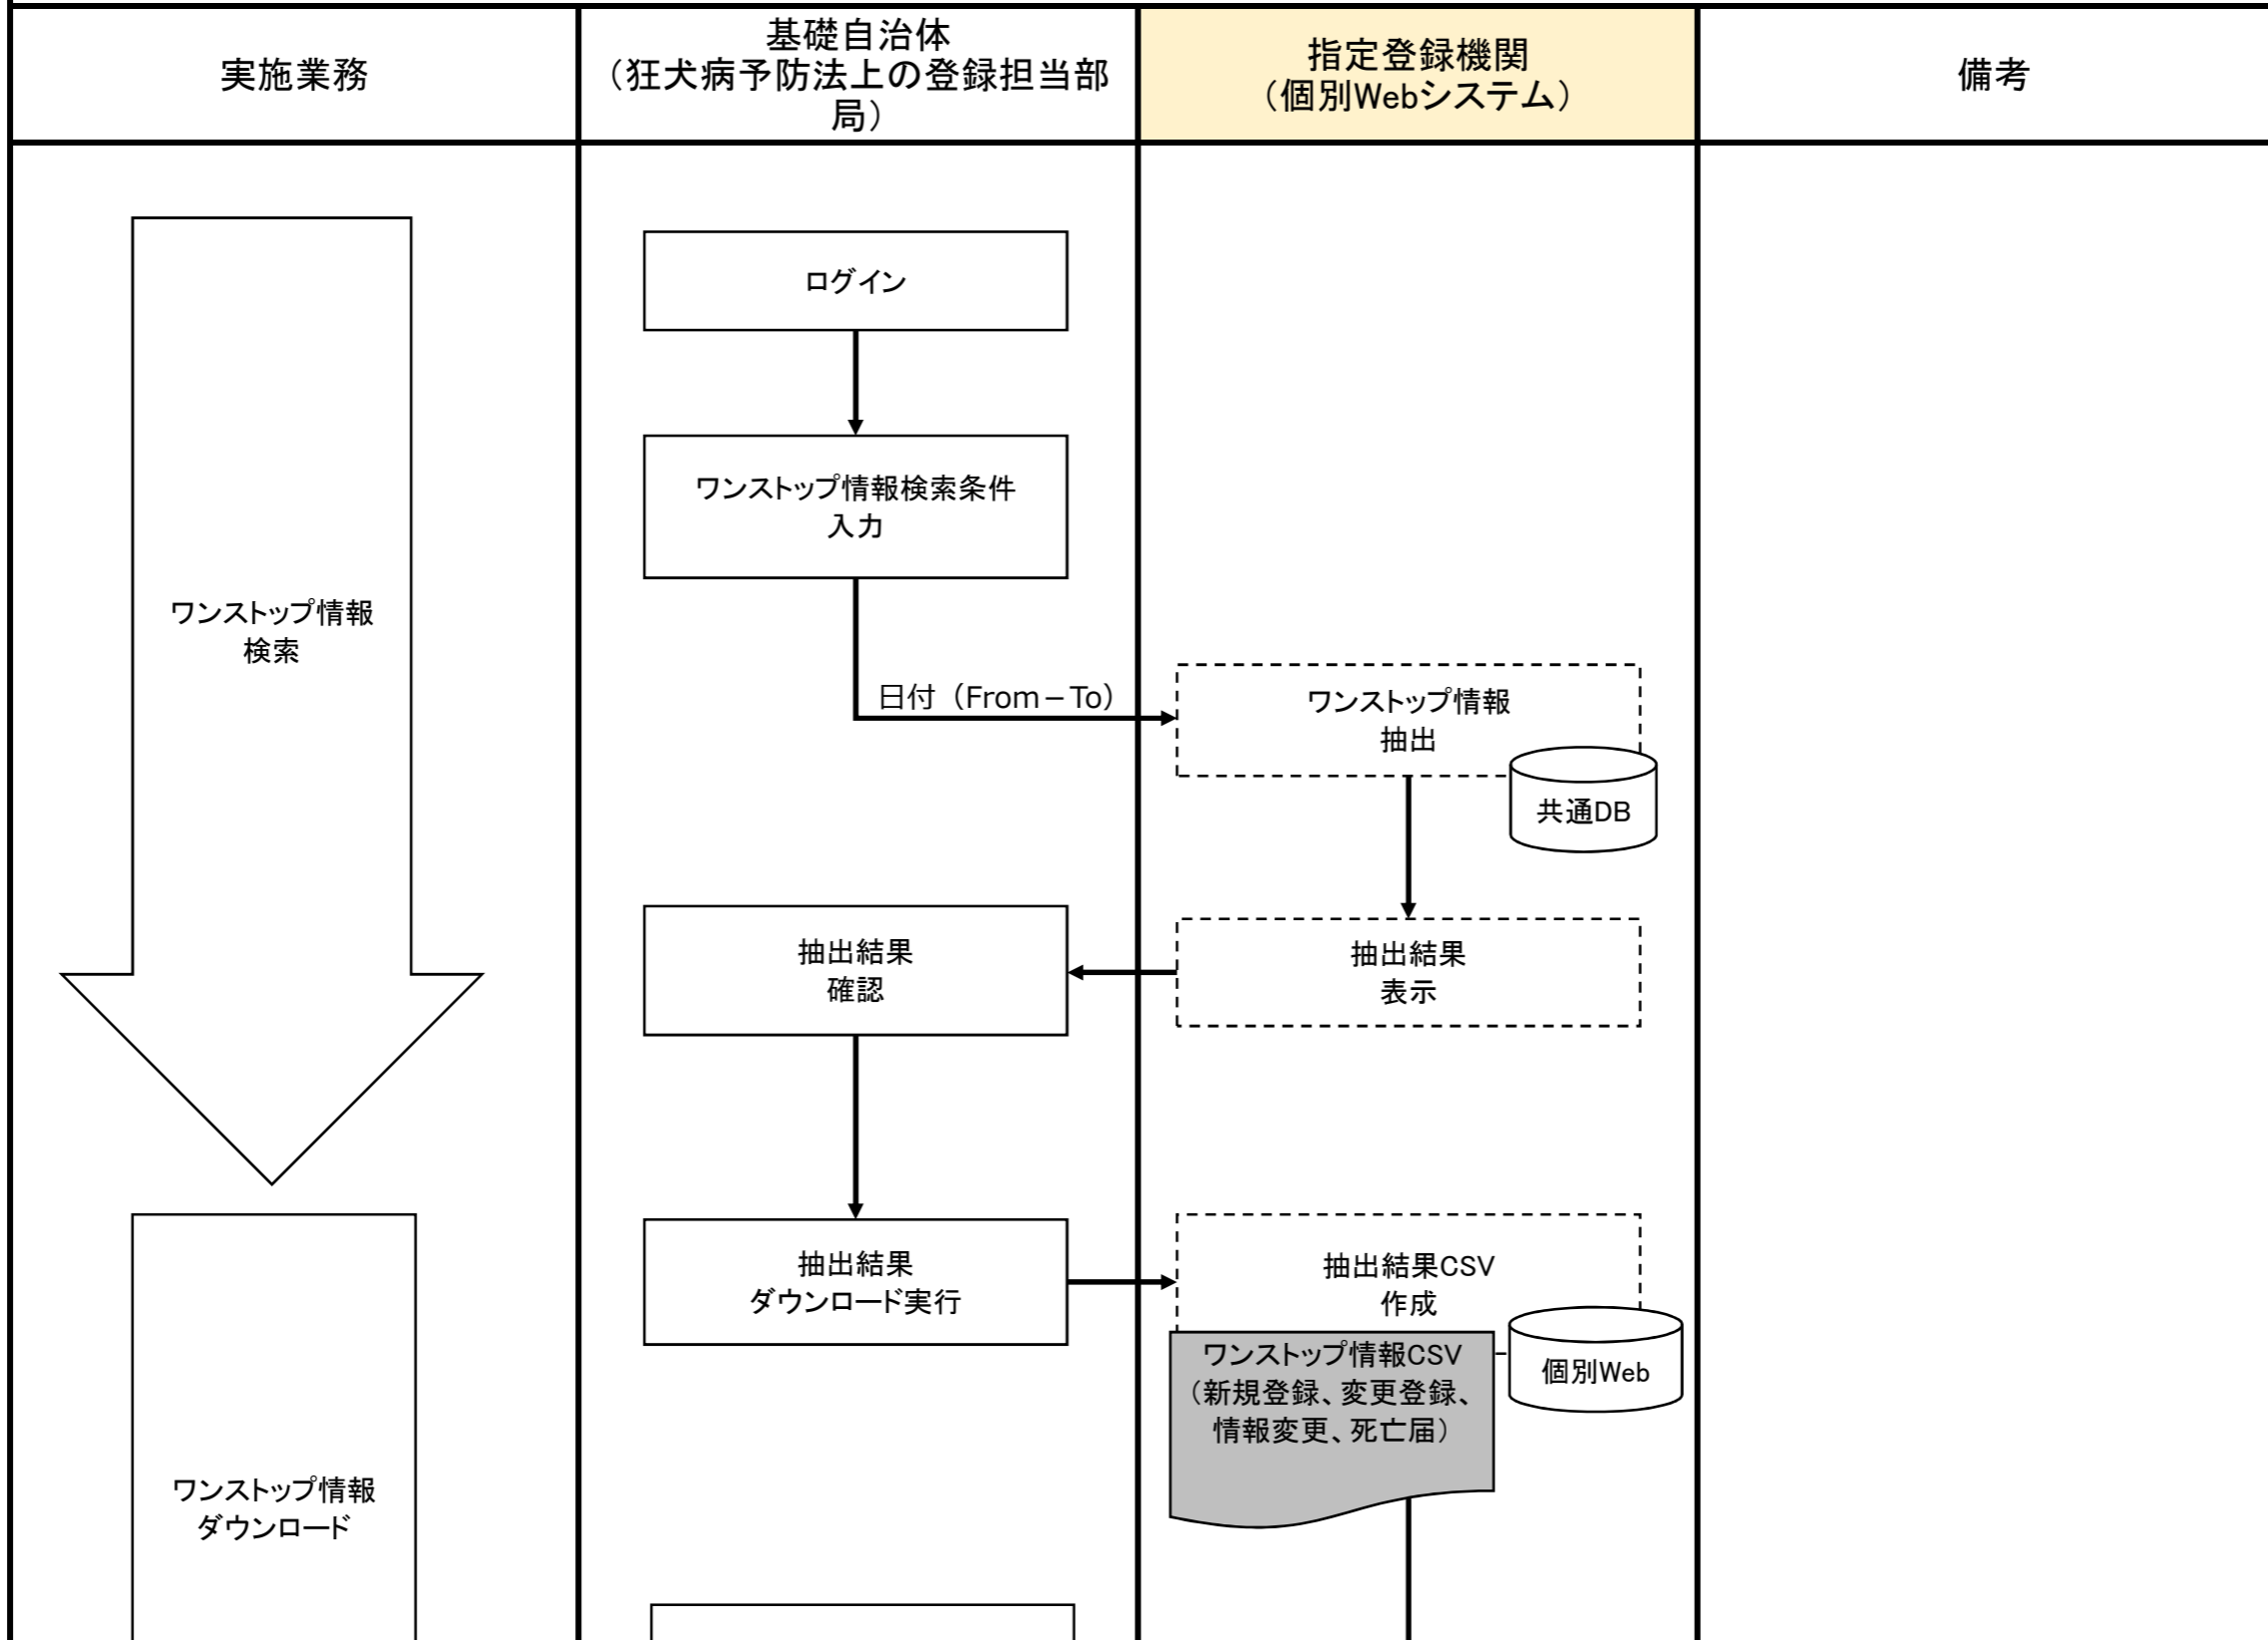 実施業務
基礎自治体
（狂犬病予防法上の登録担当部
局）
指定登録機関
（個別Webシステム）
備考
ログイン
ワンストップ情報検索条件
入力
ワンストップ情報
検索
日付（From－To）
ワンストップ情報
抽出
共通DB
抽出結果
確認
抽出結果
表示
抽出結果
ダウンロード実行
抽出結果CSV
作成
ワンストップ情報CSV
（新規登録、変更登録、
情報変更、死亡届）
個別Web
ワンストップ情報
ダウンロード